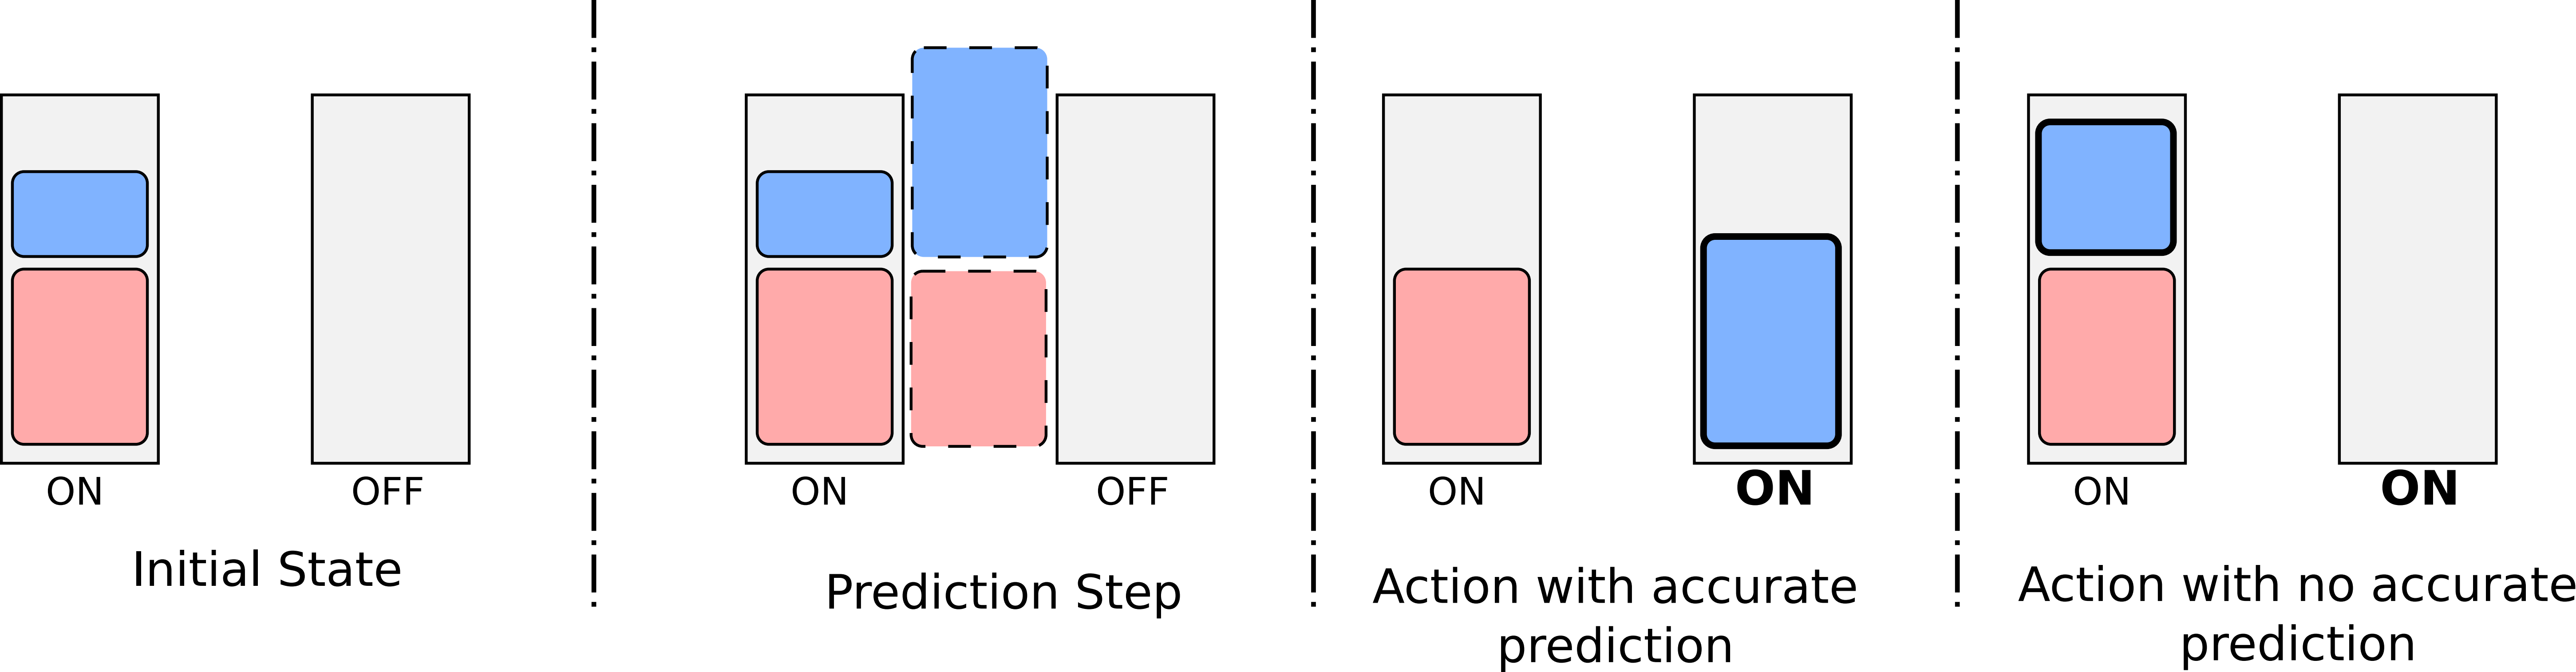 ON
OFF
Initial State
ON
OFF
Prediction Step
ON
ON
Action with accurate
prediction
ON
ON
Action with no accurate
prediction